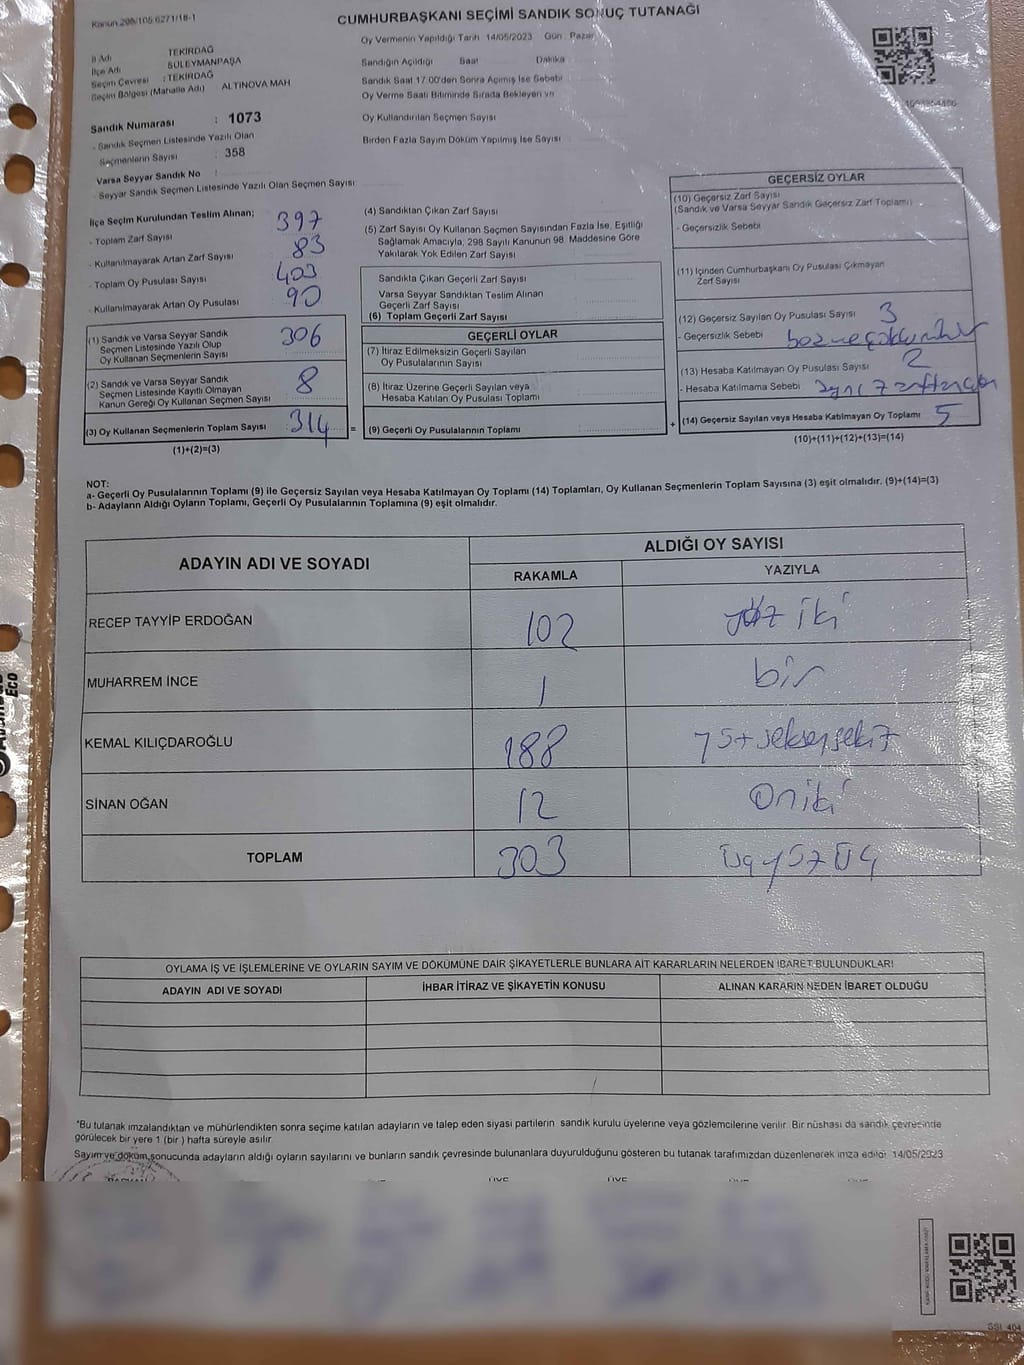 Kanun 298/105.6271/18-1
CUMHURBAŞKANI SEÇİMİ SANDIK SONUÇ TUTANAĞI
Oy Vermenin Yapıldığı Tarih 14/05/2023 Gün: Pazar
İl Adı TEKİRDAĞ
İlçe Adı SÜLEYMANPAŞA
Seçim Çevresi : TEKİRDAĞ
Seçim Bölgesi (Mahalle Adı) ALTINOVA MAH
Sandık Numarası : 1073
- Sandık Seçmen Listesinde Yazılı Olan
Seçmenlerin Sayısı : 358
Varsa Seyyar Sandık No :
- Seyyar Sandık Seçmen Listesinde Yazılı Olan Seçmen Sayısı
Sandığın Açıldığı Saat Dakika
Sandık Saat 17:00'den Sonra Açımış İse Sebebi
Oy Verme Saati Bitiminde Sırada Bekleyen ve
Oy Kullandırılan Seçmen Sayısı
Birden Fazla Sayım Döküm Yapılmış İse Sayısı
İlçe Seçim Kurulundan Teslim Alınan;
- Toplam Zarf Sayısı 397
- Kullanılmayarak Artan Zarf Sayısı 83
- Toplam Oy Pusulası Sayısı 403
- Kullanılmayarak Artan Oy Pusulası 90
(1) Sandık ve Varsa Seyyar Sandık
Seçmen Listesinde Yazılı Olup
Oy Kullanan Seçmenlerin Sayısı 306
(2) Sandık ve Varsa Seyyar Sandık
Seçmen Listesinde Kayıtlı Olmayan
Kanun Gereği Oy Kullanan Seçmen Sayısı 8
(3) Oy Kullanan Seçmenlerin Toplam Sayısı : 314 =
(1)+(2)=(3)
(4) Sandıktan Çıkan Zarf Sayısı
(5) Zarf Sayısı Oy Kullanan Seçmen Sayısından Fazla İse, Eşitliği
Sağlamak Amacıyla, 298 Sayılı Kanunun 98. Maddesine Göre
Yakılarak Yok Edilen Zarf Sayısı
Sandıkta Çıkan Geçerli Zarf Sayısı
Varsa Seyyar Sandıktan Teslim Alınan
Geçerli Zarf Sayısı
(6) Toplam Geçerli Zarf Sayısı
GEÇERLİ OYLAR
(7) İtiraz Edilmeksizin Geçerli Sayılan
Oy Pusulalarının Sayısı
(8) İtiraz Üzerine Geçerli Sayılan veya
Hesaba Katılan Oy Pusulası Toplamı
(9) Geçerli Oy Pusulalarının Toplamı +
GEÇERSİZ OYLAR
(10) Geçersiz Zarf Sayısı
(Sandık ve Varsa Seyyar Sandık Geçersiz Zarf Toplamı)
- Geçersizlik Sebebi
(11) İçinden Cumhurbaşkanı Oy Pusulası Çıkmayan
Zarf Sayısı
(12) Geçersiz Sayılan Oy Pusulası Sayısı 3
- Geçersizlik Sebebi
(13) Hesaba Katılmayan Oy Pusulası Sayısı 2
- Hesaba Katılmama Sebebi aynı zarftan
(14) Geçersiz Sayılan veya Hesaba Katılmayan Oy Toplamı 5
(10)+(11)+(12)+(13)=(14)
NOT:
a- Geçerli Oy Pusulalarının Toplamı (9) ile Geçersiz Sayılan veya Hesaba Katılmayan Oy Toplamı (14) Toplamları, Oy Kullanan Seçmenlerin Toplam Sayısına (3) eşit olmalıdır. (9)+(14)=(3)
b- Adayların Aldığı Oyların Toplamı, Geçerli Oy Pusulalarının Toplamına (9) eşit olmalıdır.
ADAYIN ADI VE SOYADI
ALDIĞI OY SAYISI
RAKAMLA YAZIYLA
RECEP TAYYİP ERDOĞAN 102 yüz iki
MUHARREM İNCE 1 bir
KEMAL KILIÇDAROĞLU 188 yüz seksensekiz
SİNAN OĞAN 12 Oniki
TOPLAM 303 Üçyüz Üç
OYLAMA İŞ VE İŞLEMLERİNE VE OYLARIN SAYIM VE DÖKÜMÜNE DAİR ŞİKAYETLERLE BUNLARA AİT KARARLARIN NELERDEN İBARET BULUNDUKLARI
ADAYIN ADI VE SOYADI İHBAR İTİRAZ VE ŞİKAYETİN KONUSU ALINAN KARARIN NEDEN İBARET OLDUĞU
*Bu tutanak imzalandıktan ve mühürlendikten sonra seçime katılan adayların ve talep eden siyasi partilerin sandık kurulu üyelerine veya gözlemcilerine verilir. Bir nüshası da sandık çevresinde
görülecek bir yere 1 (bir ) hafta süreyle asılır.
Sayım ve döküm sonucunda adayların aldığı oyların sayılarını ve bunların sandık çevresinde bulunanlara duyurulduğunu gösteren bu tutanak tarafımızdan düzenlenerek imza edildi 14/05/2023